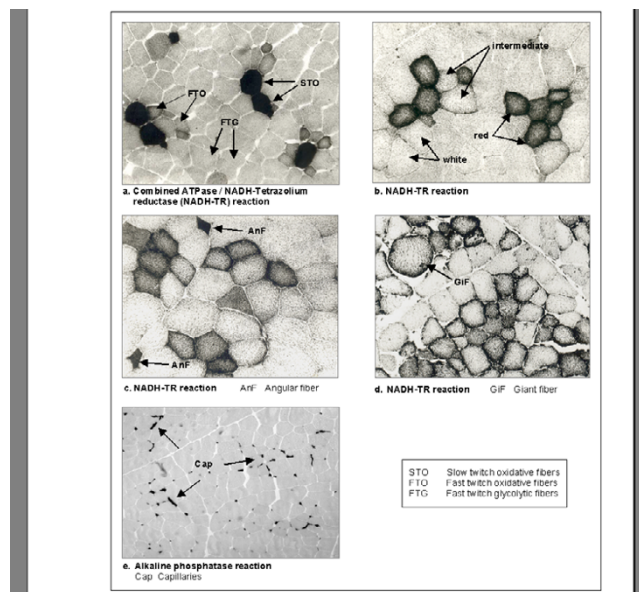 intermediate
STO
FTO
FTG
red
white
a. Combined ATPase / NADH-Tetrazolium
reductase (NADH-TR) reaction
b. NADH-TR reaction
AnF
GiF
AnF
c. NADH-TR reaction AnF Angular fiber
d. NADH-TR reaction GiF Giant fiber
Cap
STO Slow twitch oxidative fibers
FTO Fast twitch oxidative fibers
FTG Fast twitch glycolytic fibers
e. Alkaline phosphatase reaction
Cap Capillaries